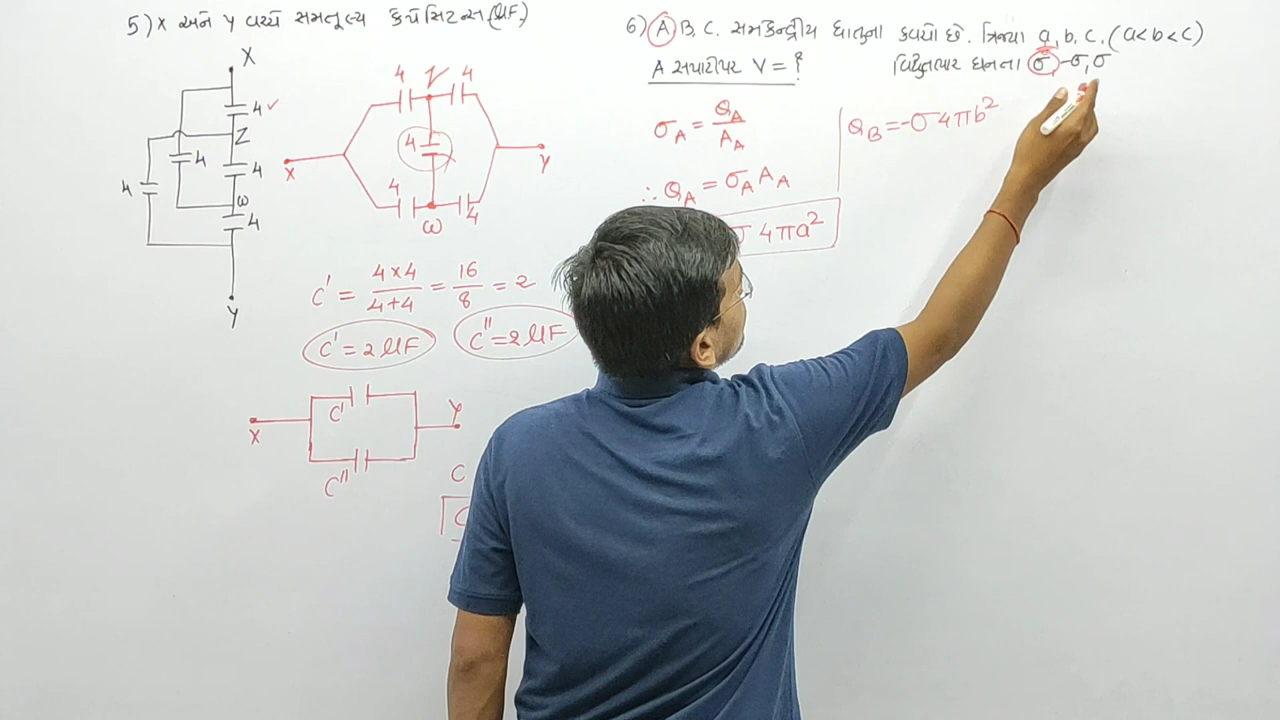 5) X અને Y વચ્ચે સમતુલ્ય કેપેસિટન્સ (μF)
X
4 ✓
Z
4
4
4
ω
4
Y
4
V
4
4
X
Y
4
4
ω
C' = 4×4 / 4+4 = 16 / 8 = 2
C' = 2 μF
C'' = 2 μF
X
C'
Y
C''
C
C
6) A B, C. સમકેન્દ્રીય ધાતુના કવચો છે. ત્રિજ્યા a, b, c, (a<b<c)
A સપાટી પર V = ?
વિદ્યુતભાર ઘનતા σ, -σ, σ
σA = QA / AA
QB = -σ 4πb²
∴ QA = σA AA
σ 4πa²